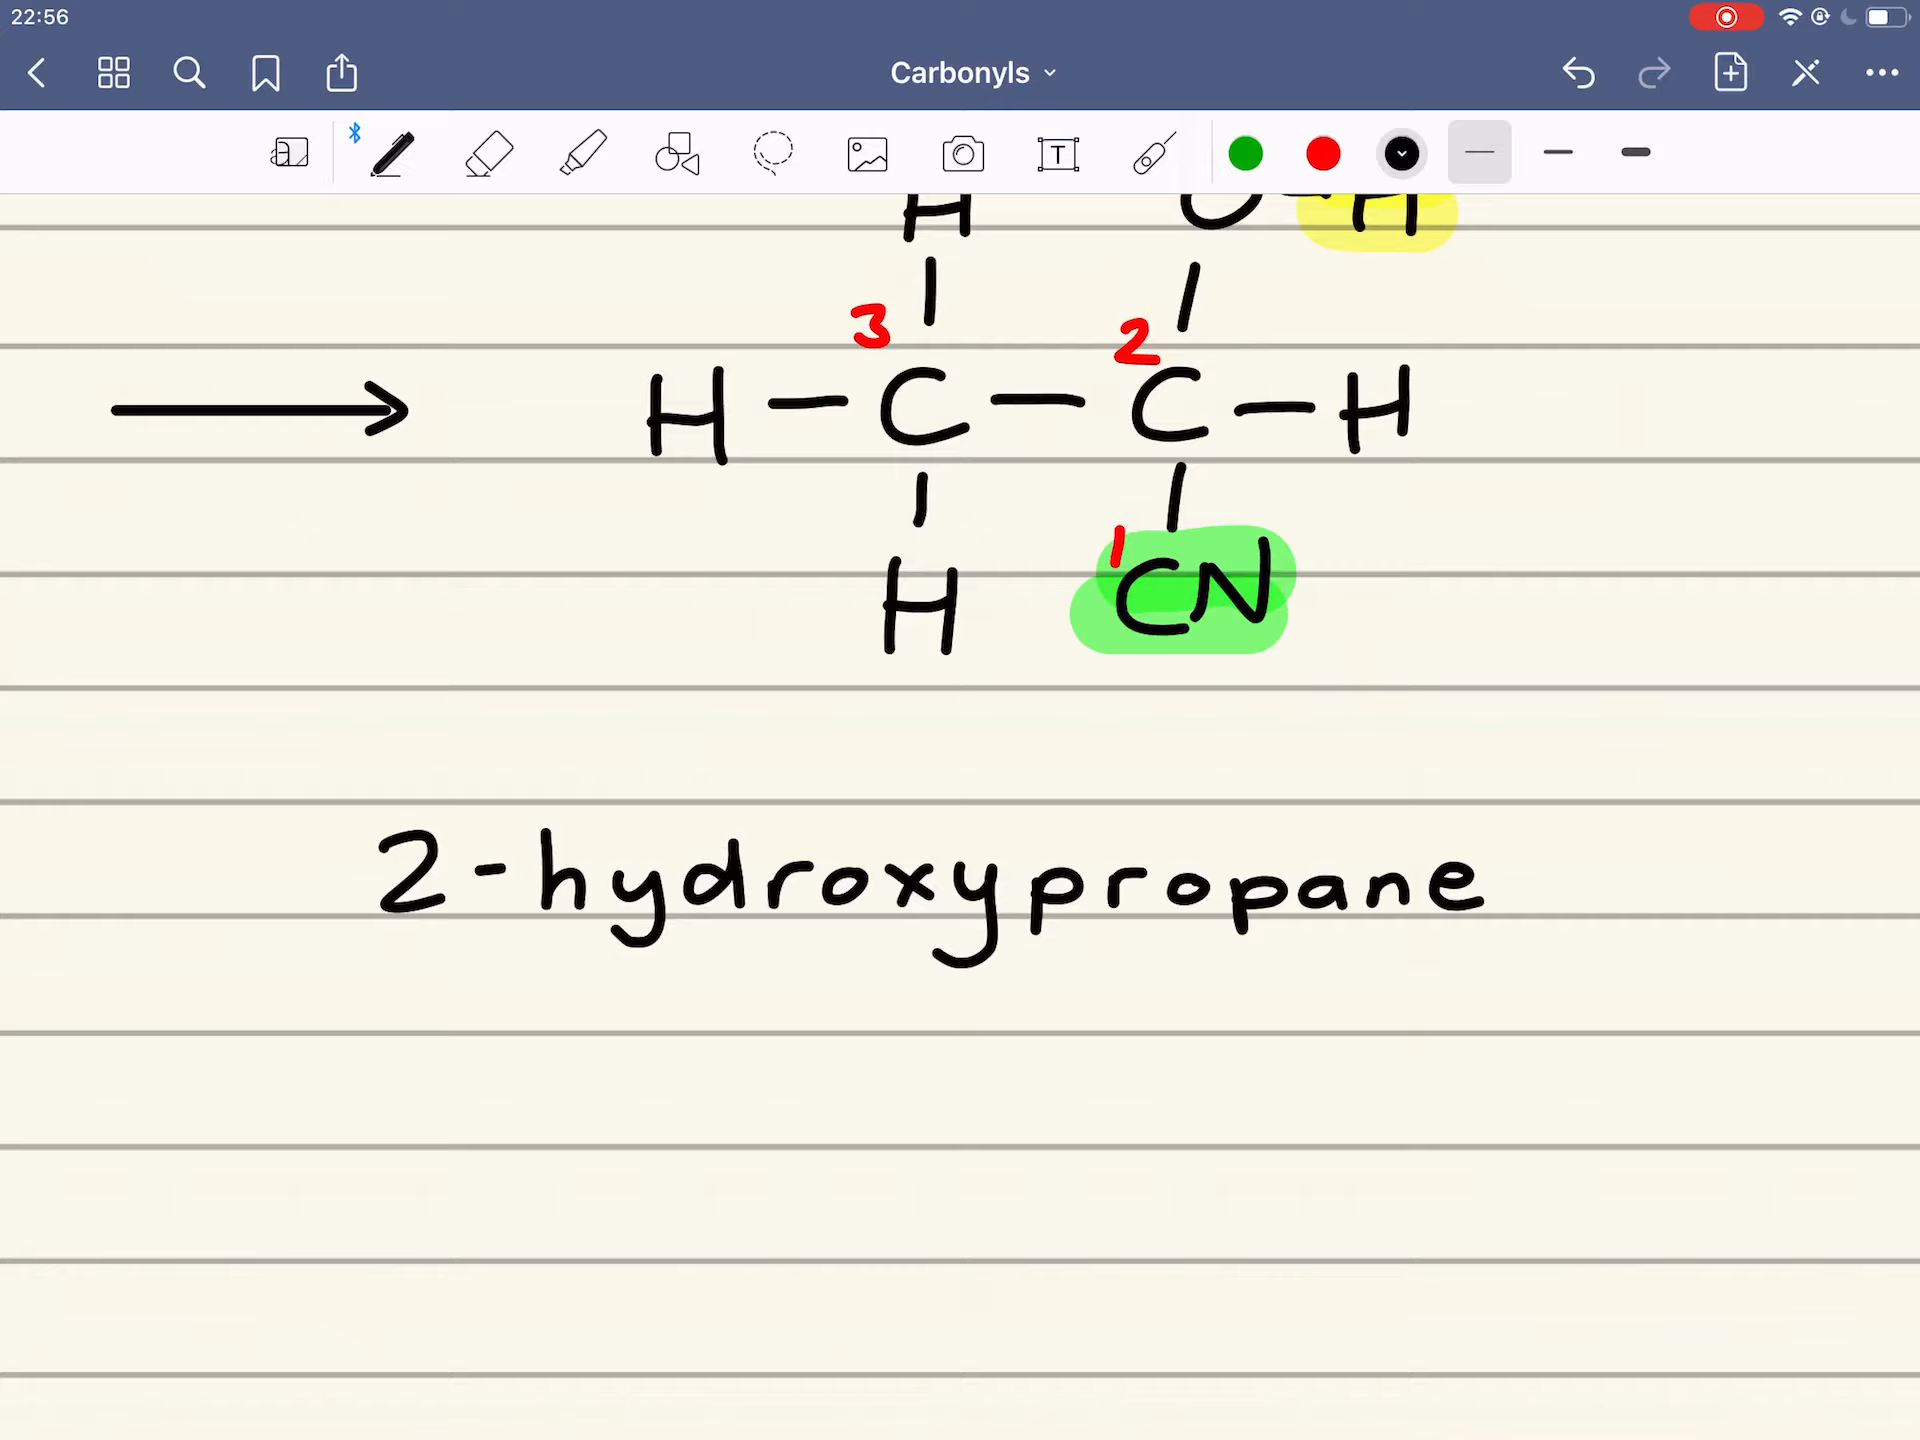 22:56
Carbonyls
T
H O H
3 2
H - C - C - H
1
H CN
2-hydroxypropane